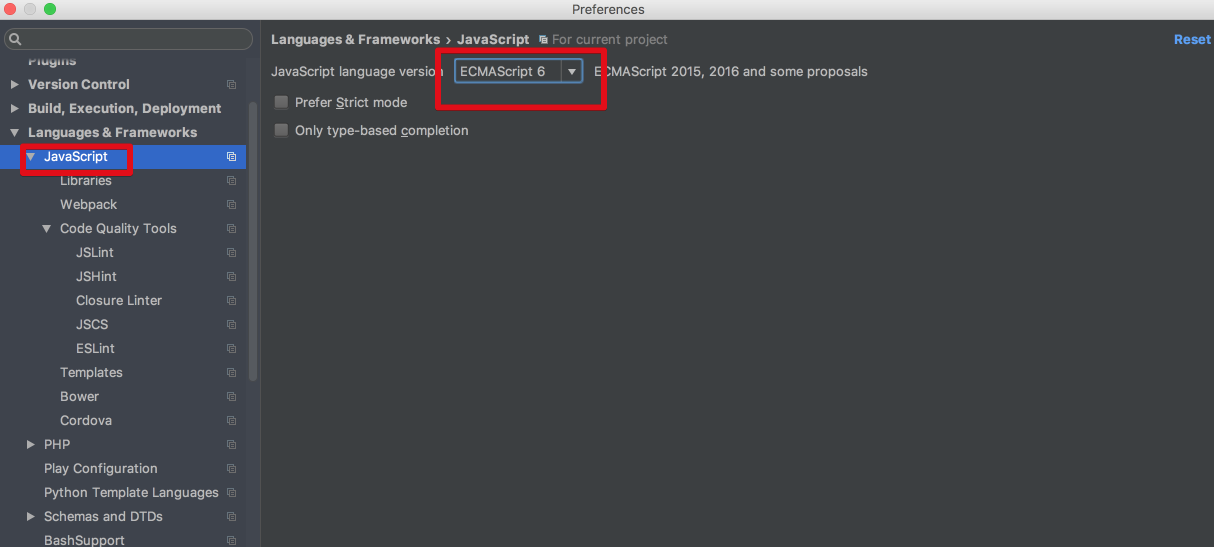 Preferences
Languages & Frameworks › JavaScript For current project Reset
JavaScript language version ECMAScript 6 ECMAScript 2015, 2016 and some proposals
Prefer Strict mode
Only type-based completion
Plugins
Version Control
Build, Execution, Deployment
Languages & Frameworks
JavaScript
Libraries
Webpack
Code Quality Tools
JSLint
JSHint
Closure Linter
JSCS
ESLint
Templates
Bower
Cordova
PHP
Play Configuration
Python Template Languages
Schemas and DTDs
BashSupport